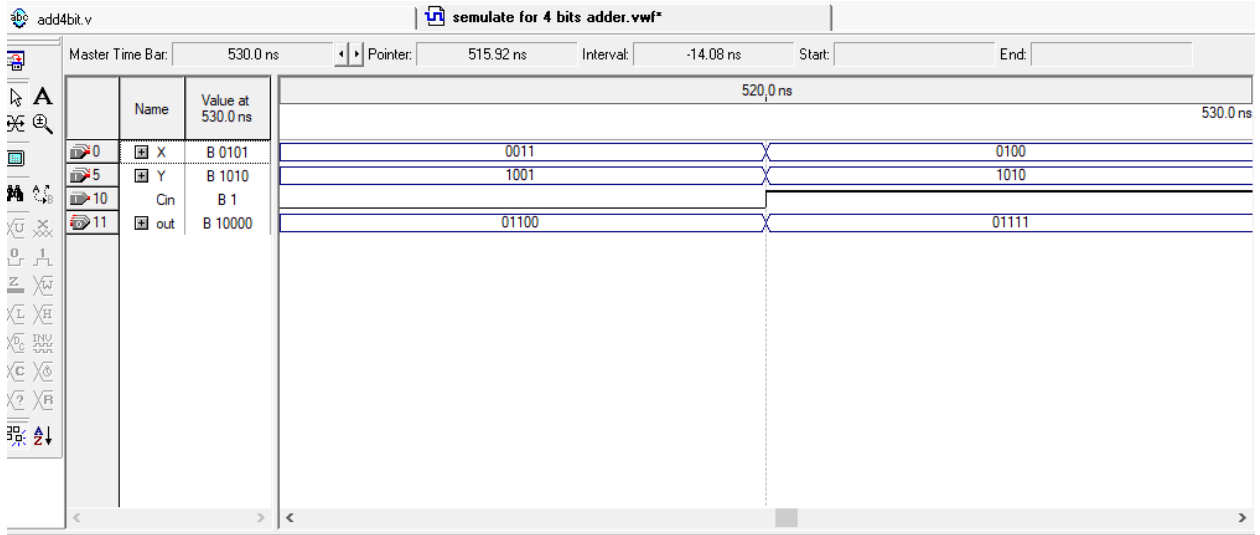 abc add4bit.v semulate for 4 bits adder.vwf*
Master Time Bar: 530.0 ns Pointer: 515.92 ns Interval: -14.08 ns Start: End:
A
Name Value at
530.0 ns
520.0 ns
530.0 ns
0 X B 0101 0011 0100
5 Y B 1010 1001 1010
10 Cin B 1
11 out B 10000 01100 01111